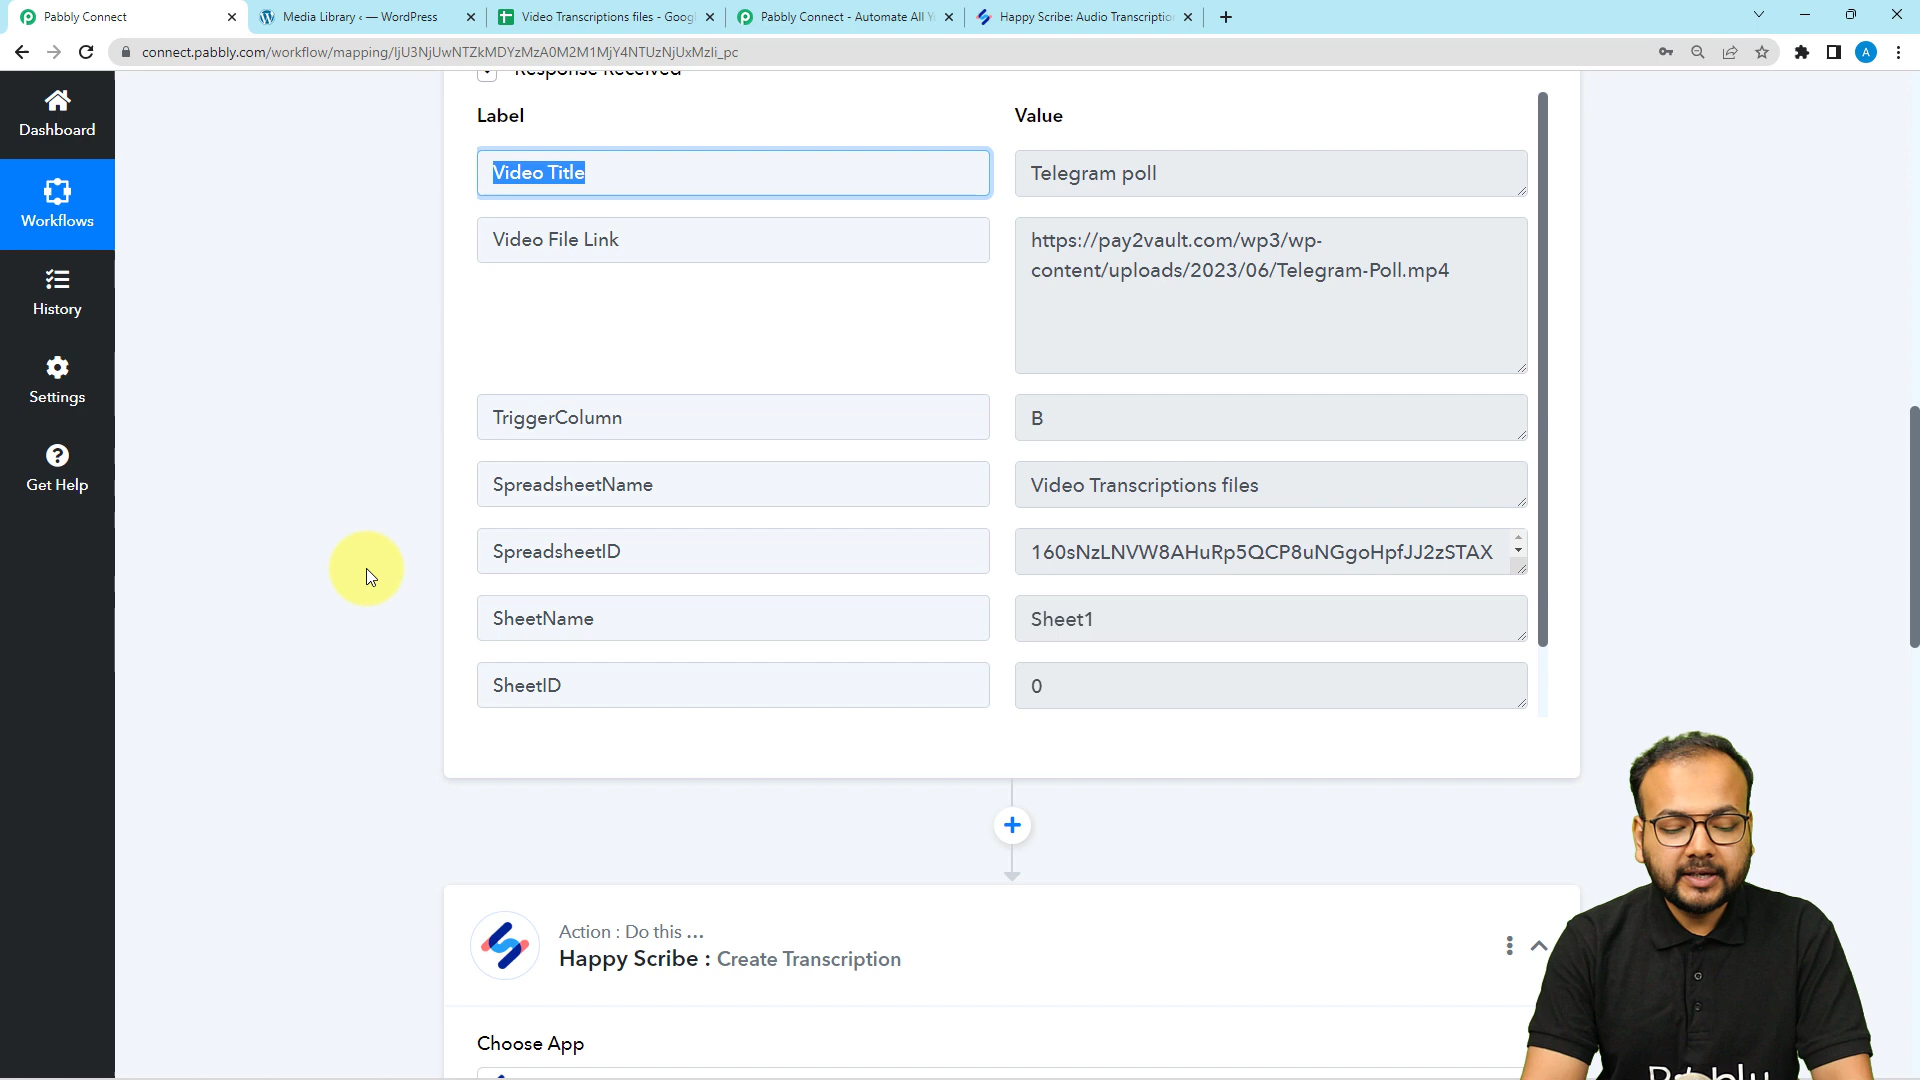 Pabbly Connect
Media Library ‹ — WordPress
Video Transcriptions files - Goog
Pabbly Connect - Automate All Y
Happy Scribe: Audio Transcriptio
connect.pabbly.com/workflow/mapping/IjU3NjUwNTZkMDYzMzA0M2M1MjY4NTUzNjUxMzIi_pc
A
Dashboard
Workflows
History
Settings
Get Help
Response Received
Label
Value
Video Title
Telegram poll
Video File Link
https://pay2vault.com/wp3/wp-
content/uploads/2023/06/Telegram-Poll.mp4
TriggerColumn
B
SpreadsheetName
Video Transcriptions files
SpreadsheetID
160sNzLNVW8AHuRp5QCP8uNGgoHpfJJ2zSTAX
SheetName
Sheet1
SheetID
0
Action : Do this ...
Happy Scribe : Create Transcription
Choose App
Pabbly